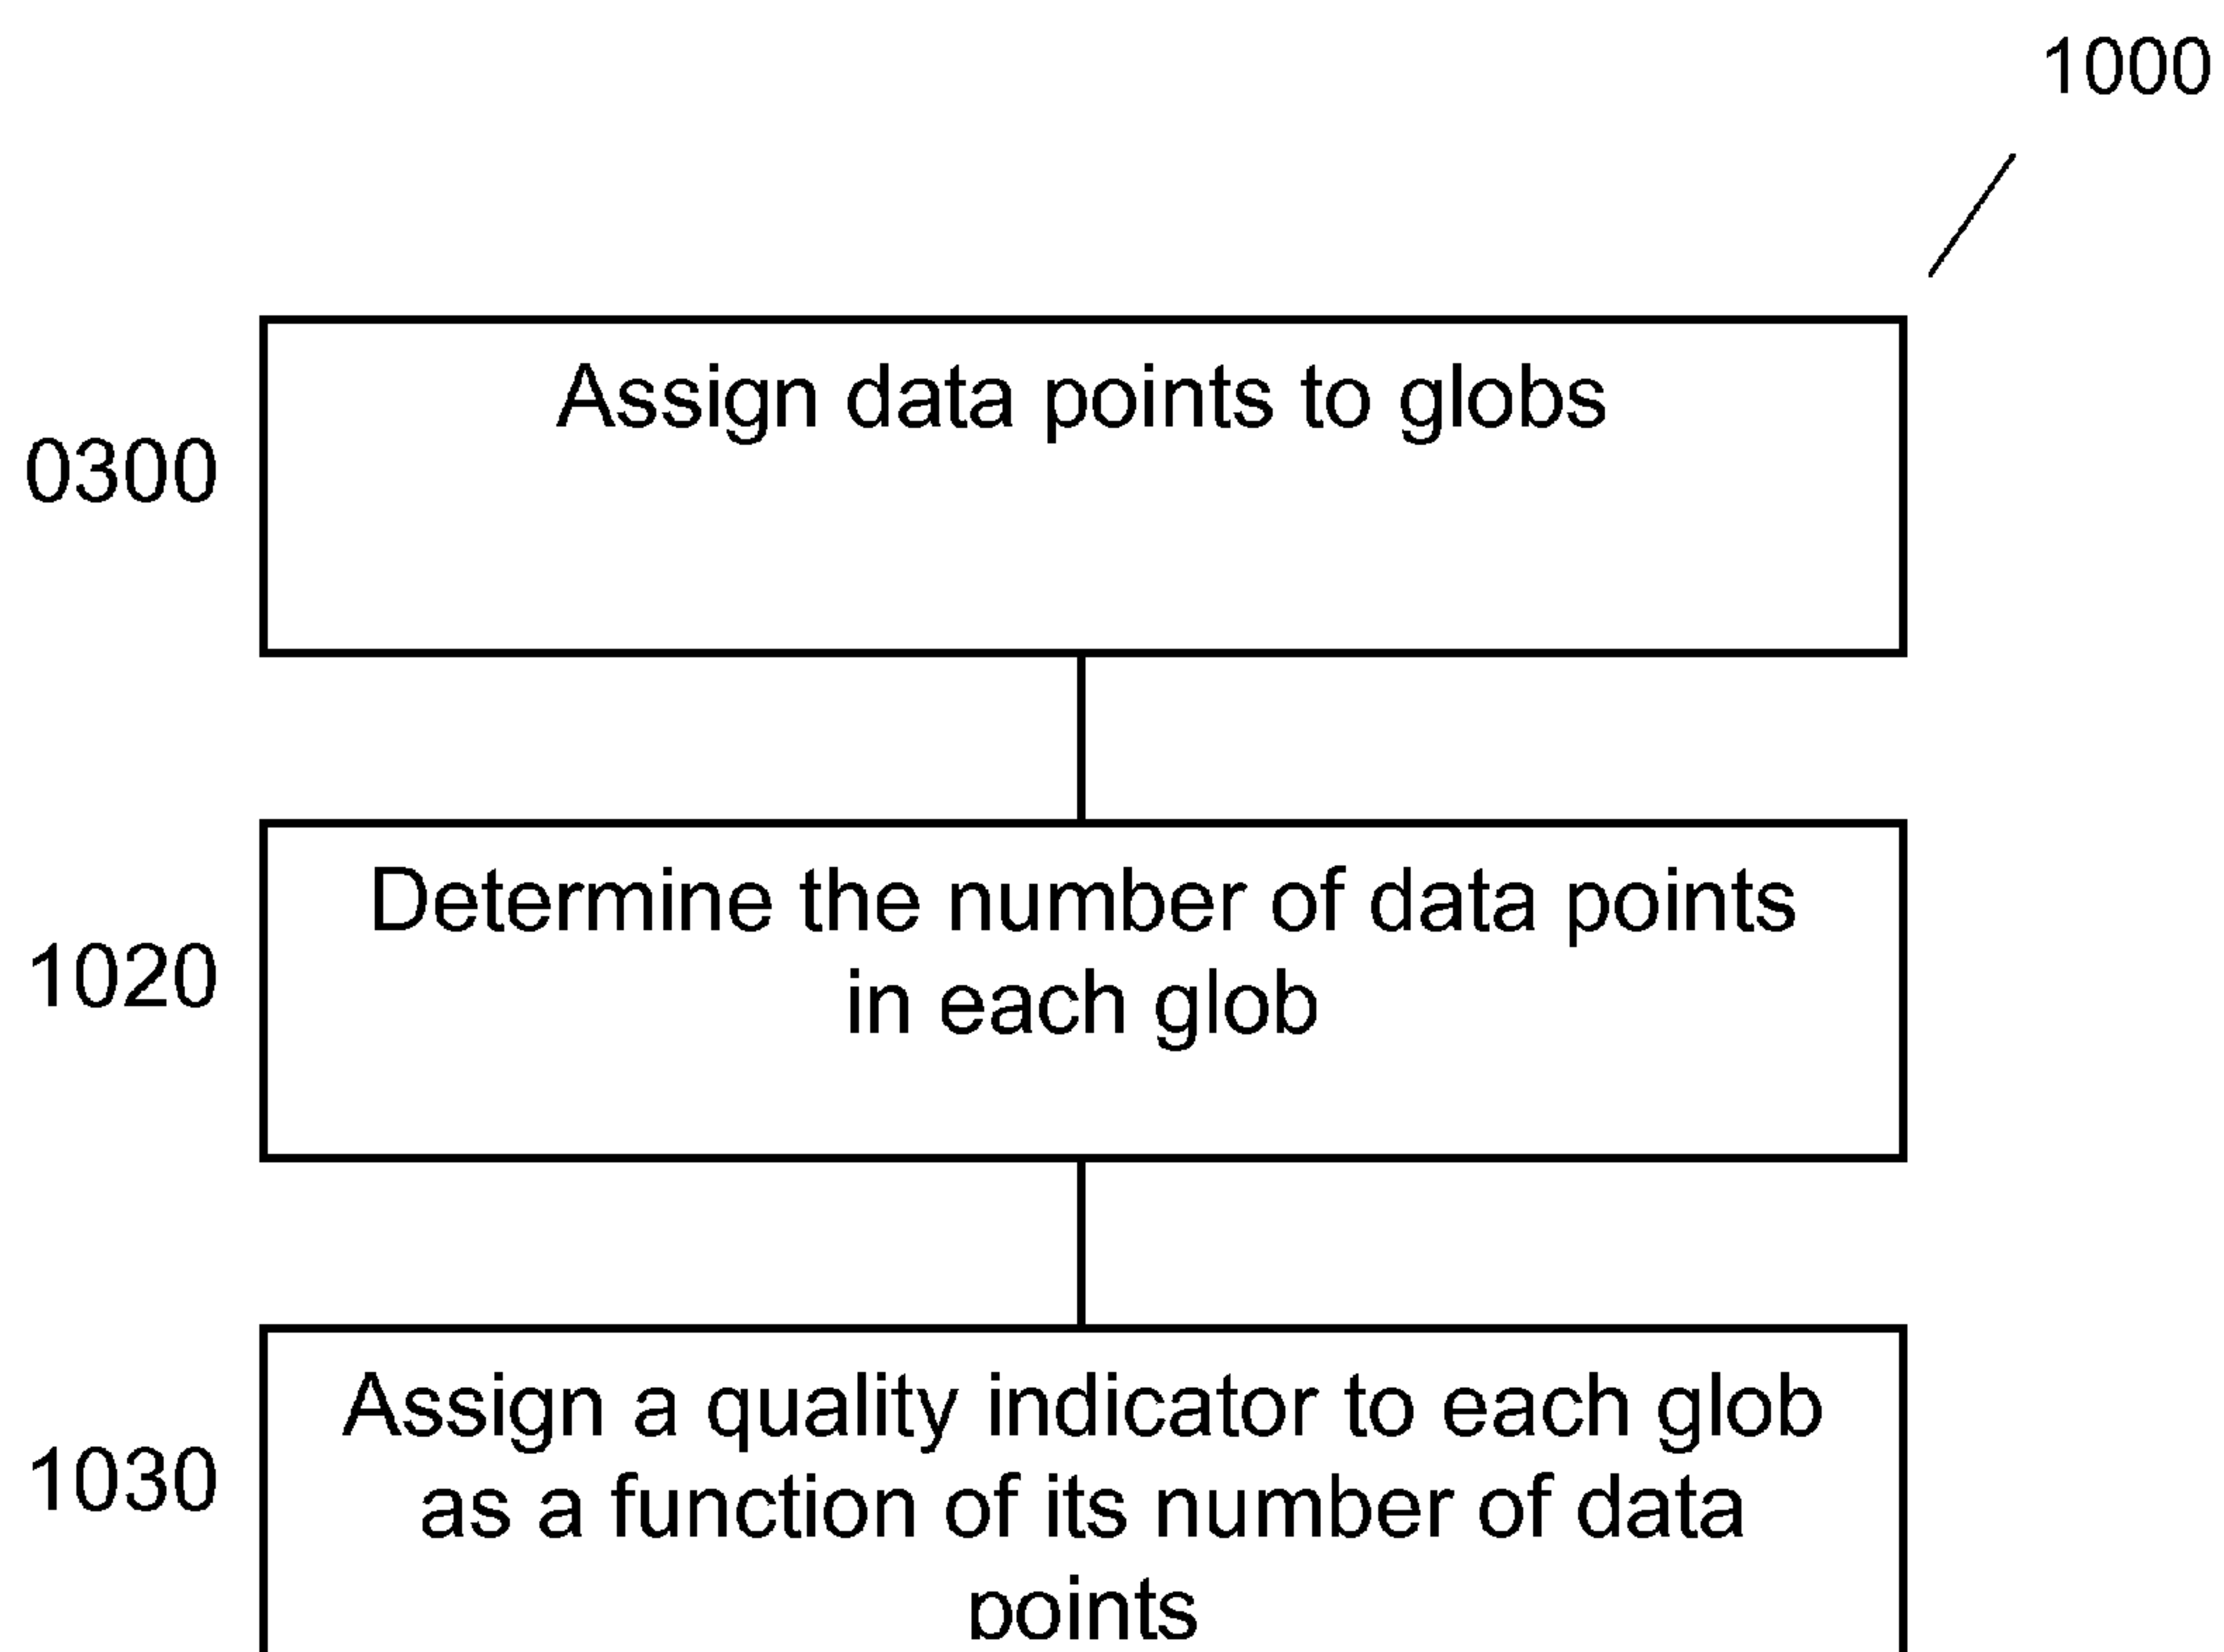 1000
Assign data points to globs
0300
Determine the number of data points
in each glob
1020
Assign a quality indicator to each glob
as a function of its number of data
points
1030